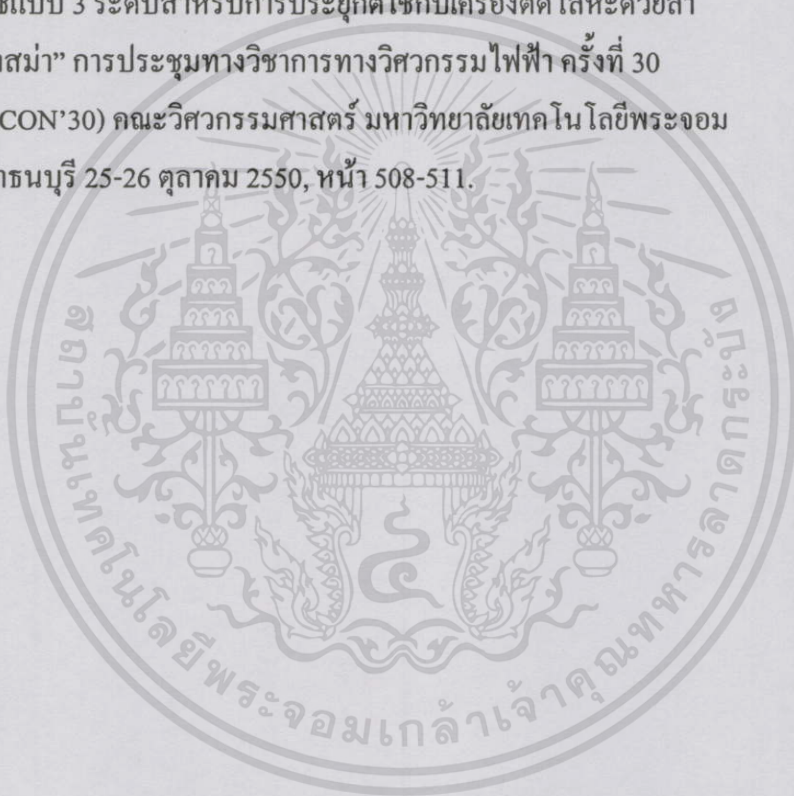 ชแบบ 3 ระดับสำหรับการประยุกต์ใช้กับเครื่องตัดโลหะด้วยลำ
าสม่า” การประชุมทางวิชาการทางวิศวกรรมไฟฟ้า ครั้งที่ 30
CON’30) คณะวิศวกรรมศาสตร์ มหาวิทยาลัยเทคโนโลยีพระจอม
าธนบุรี 25-26 ตุลาคม 2550, หน้า 508-511.
สถาบันเทคโนโลยีพระจอมเกล้าเจ้าคุณทหารลาดกระบัง